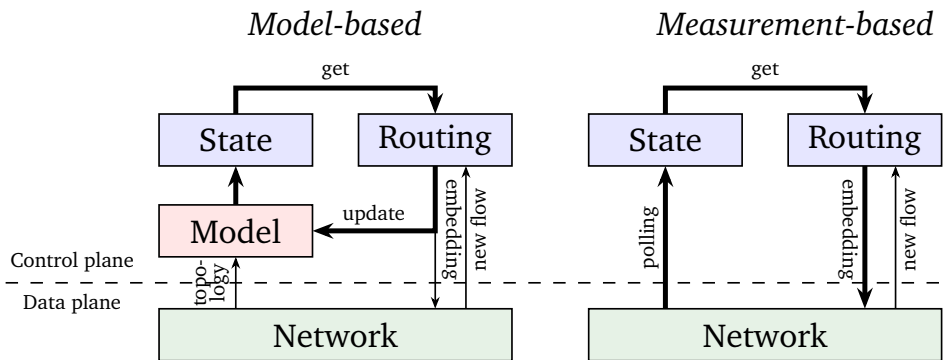 Model-based
Measurement-based
get
get
State
Routing
State
Routing
Model
update
embedding
new flow
polling
embedding
new flow
topo-
logy
Control plane
Data plane
Network
Network